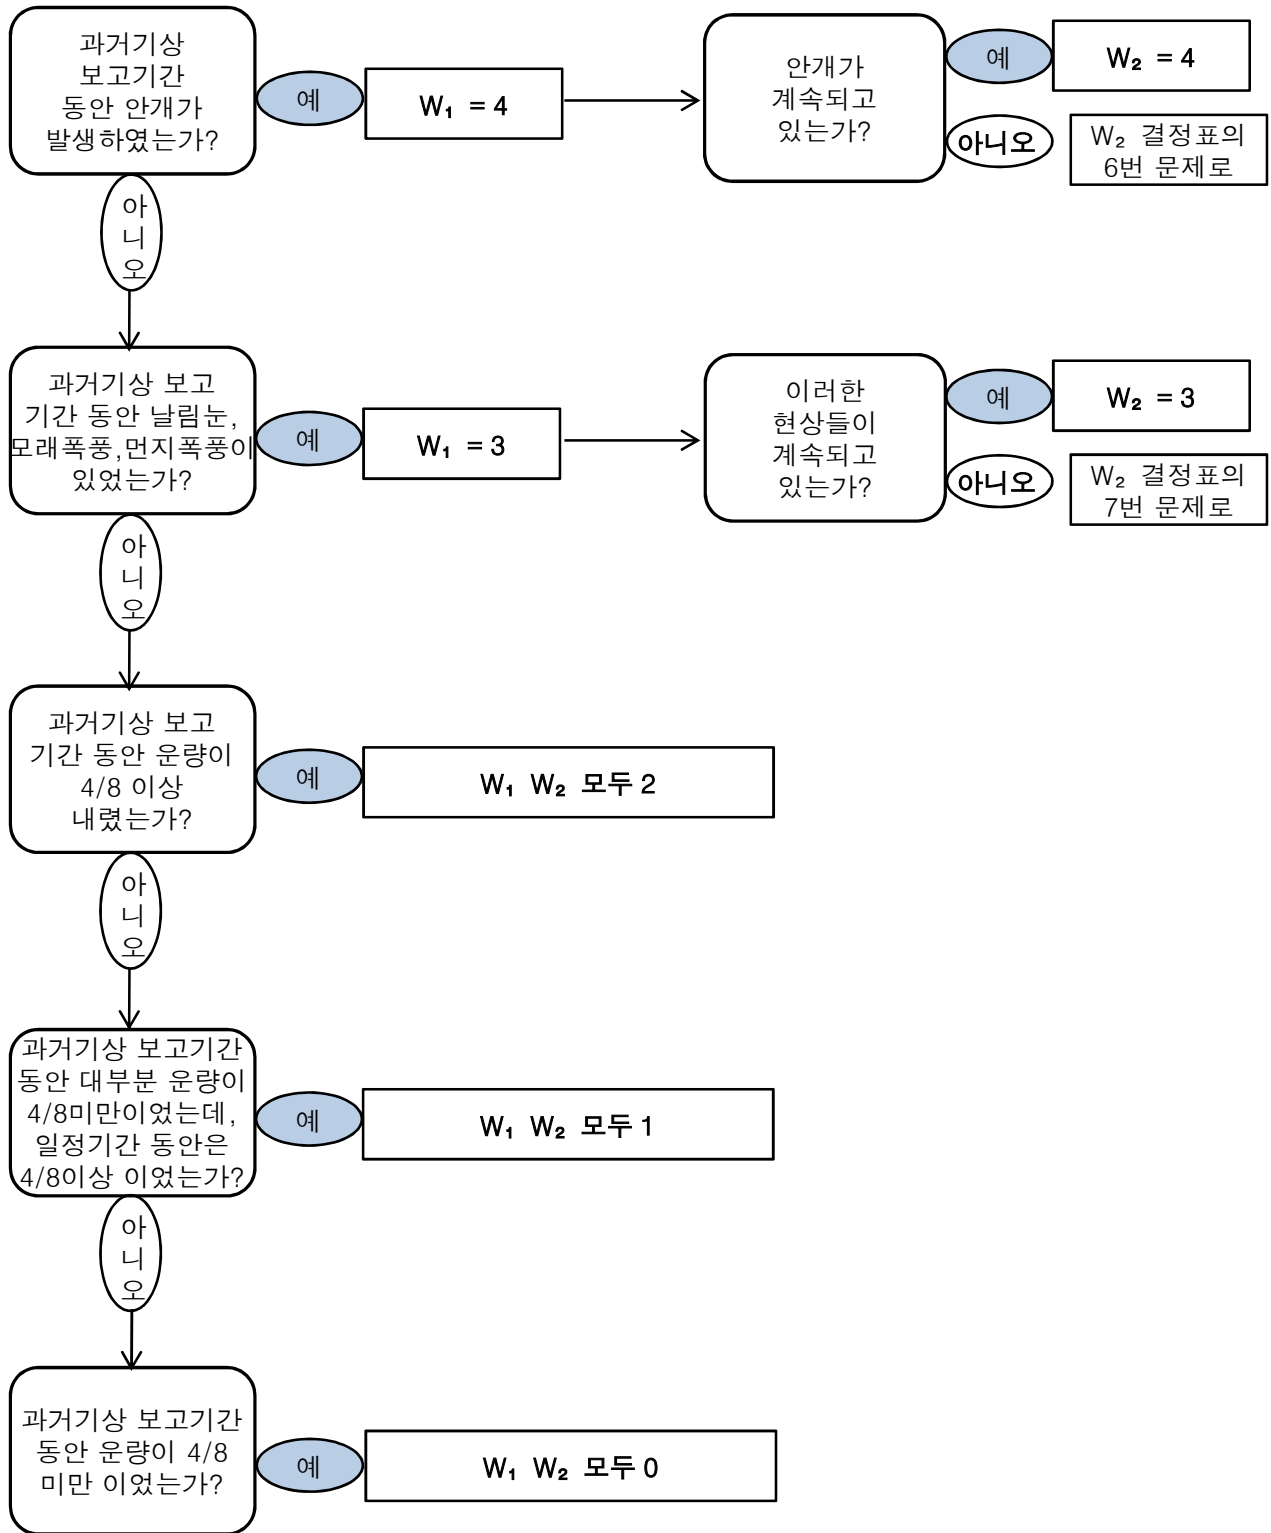 과거기상
보고기간
동안 안개가
발생하였는가?
예
W₁ = 4
안개가
계속되고
있는가?
예
W₂ = 4
아니오
W₂ 결정표의
6번 문제로
아
니
오
과거기상 보고
기간 동안 날림눈,
모래폭풍,먼지폭풍이
있었는가?
예
W₁ = 3
이러한
현상들이
계속되고
있는가?
예
W₂ = 3
아니오
W₂ 결정표의
7번 문제로
아
니
오
과거기상 보고
기간 동안 운량이
4/8 이상
내렸는가?
예
W₁ W₂ 모두 2
아
니
오
과거기상 보고기간
동안 대부분 운량이
4/8미만이었는데,
일정기간 동안은
4/8이상 이었는가?
예
W₁ W₂ 모두 1
아
니
오
과거기상 보고기간
동안 운량이 4/8
미만 이었는가?
예
W₁ W₂ 모두 0